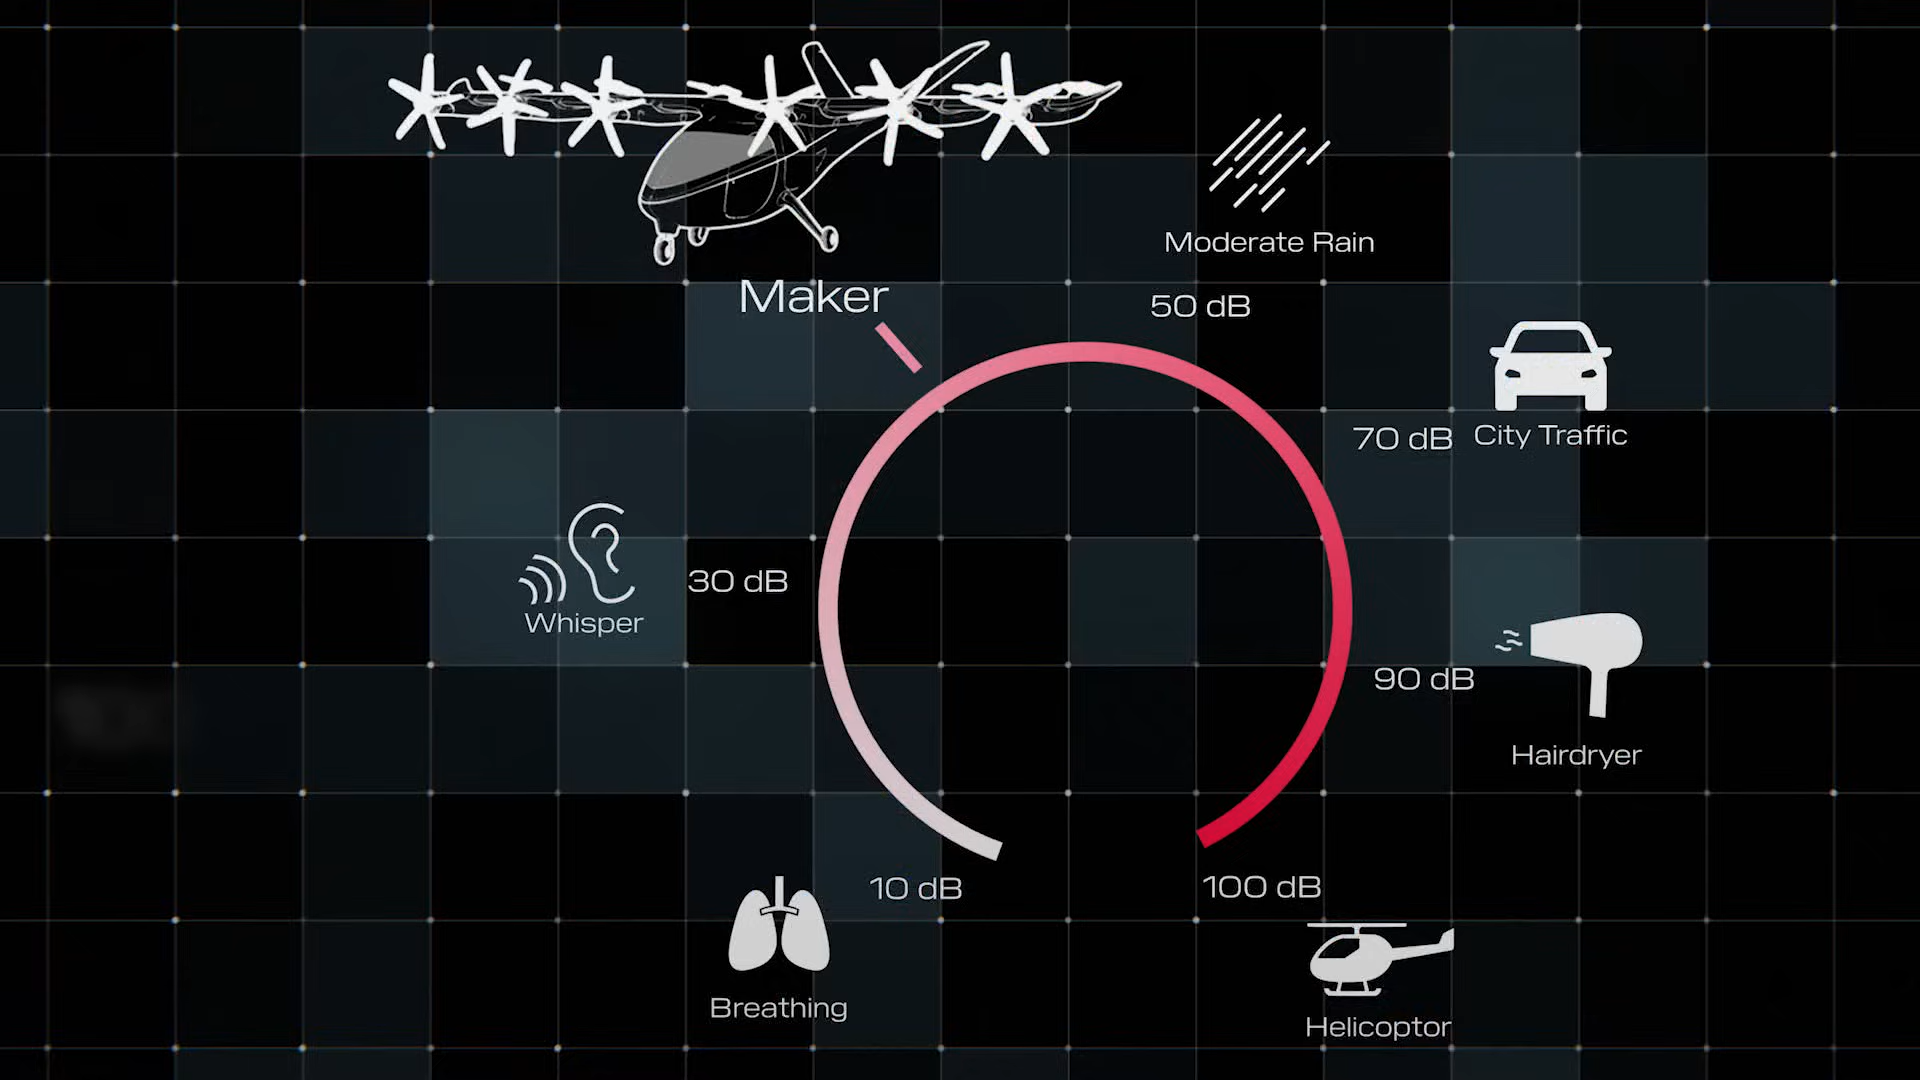 Moderate Rain
Maker
50 dB
70 dB
City Traffic
30 dB
Whisper
90 dB
Hairdryer
10 dB
100 dB
Breathing
Helicoptor